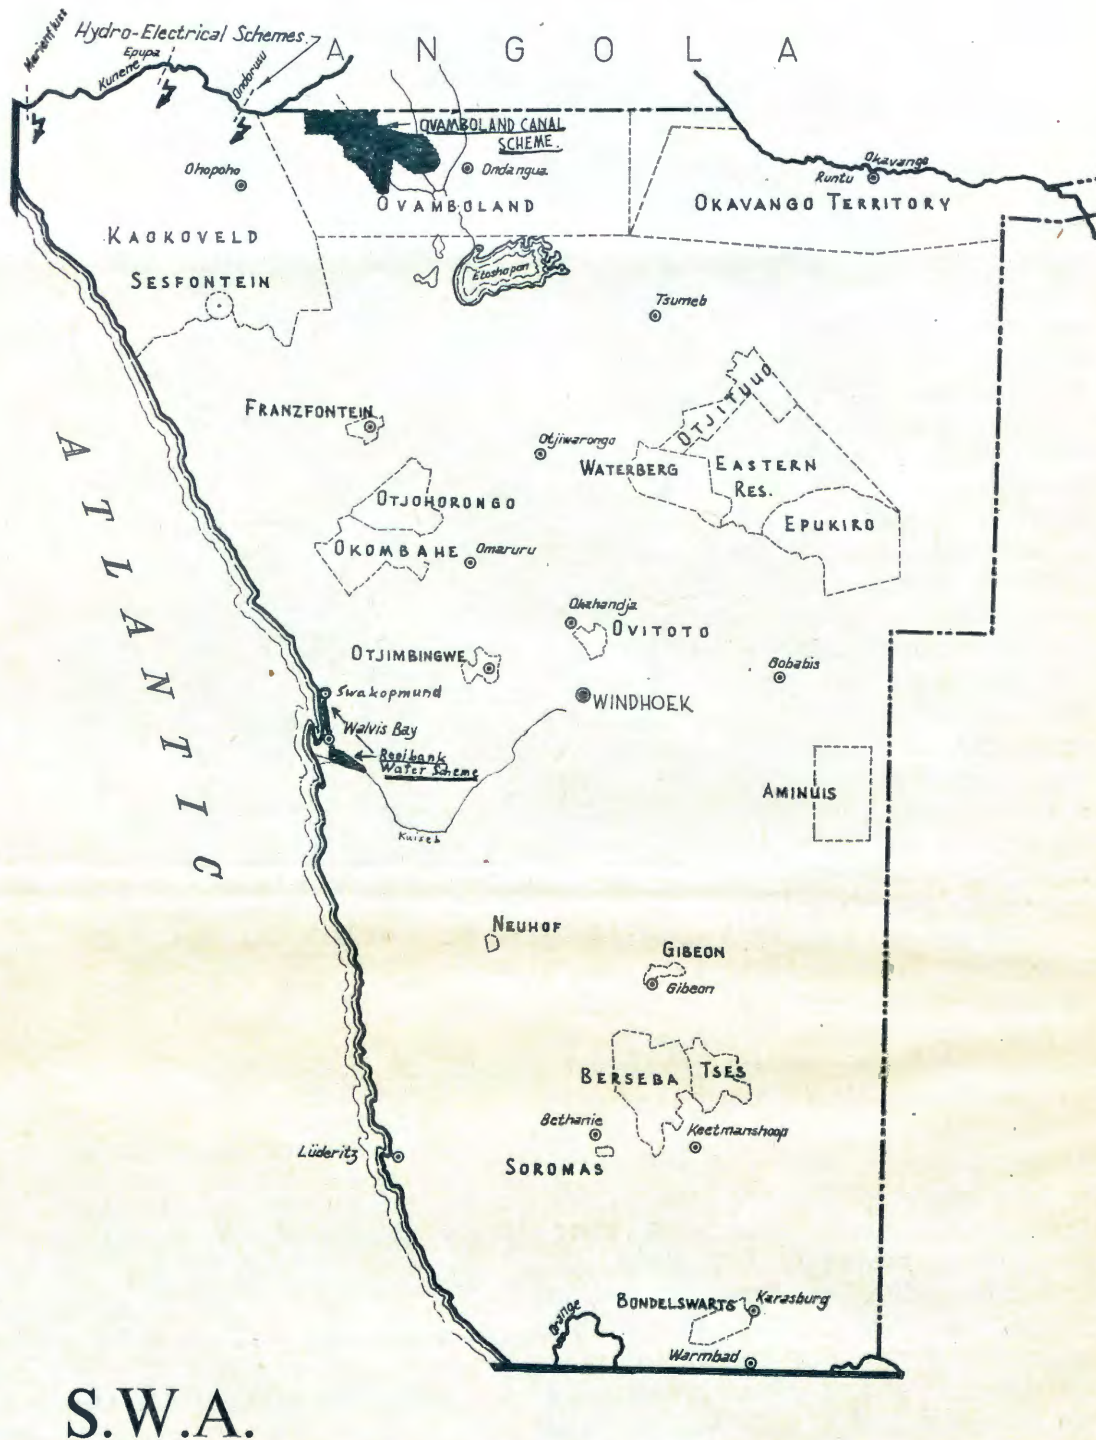 Marienfluss
Hydro-Electrical Schemes.
Epupa
Kunene
Ondorusu
ANGOLA
OVAMBOLAND CANAL
SCHEME.
Ohopoho
Ondangua
OVAMBOLAND
Okavango
Runtu
OKAVANGO TERRITORY
KAOKOVELD
SESFONTEIN
Etoshapan
Tsumeb
OTJITUUO
FRANZFONTEIN
Otjiwarongo
WATERBERG
EASTERN
RES.
OTJOHORONGO
EPUKIRO
OKOMBAHE
Omaruru
Okahandja
OVITOTO
OTJIMBINGWE
Bobabis
Swakopmund
WINDHOEK
Walvis Bay
Rooibank
Water Scheme
AMINUIS
Kuiseb
ATLANTIC
NEUHOF
GIBEON
Gibeon
BERSEBA
TSES
Bethanie
Keetmanshoop
Lüderitz
SOROMAS
BONDELSWARTS
Karasburg
Orange
Warmbad
S.W.A.